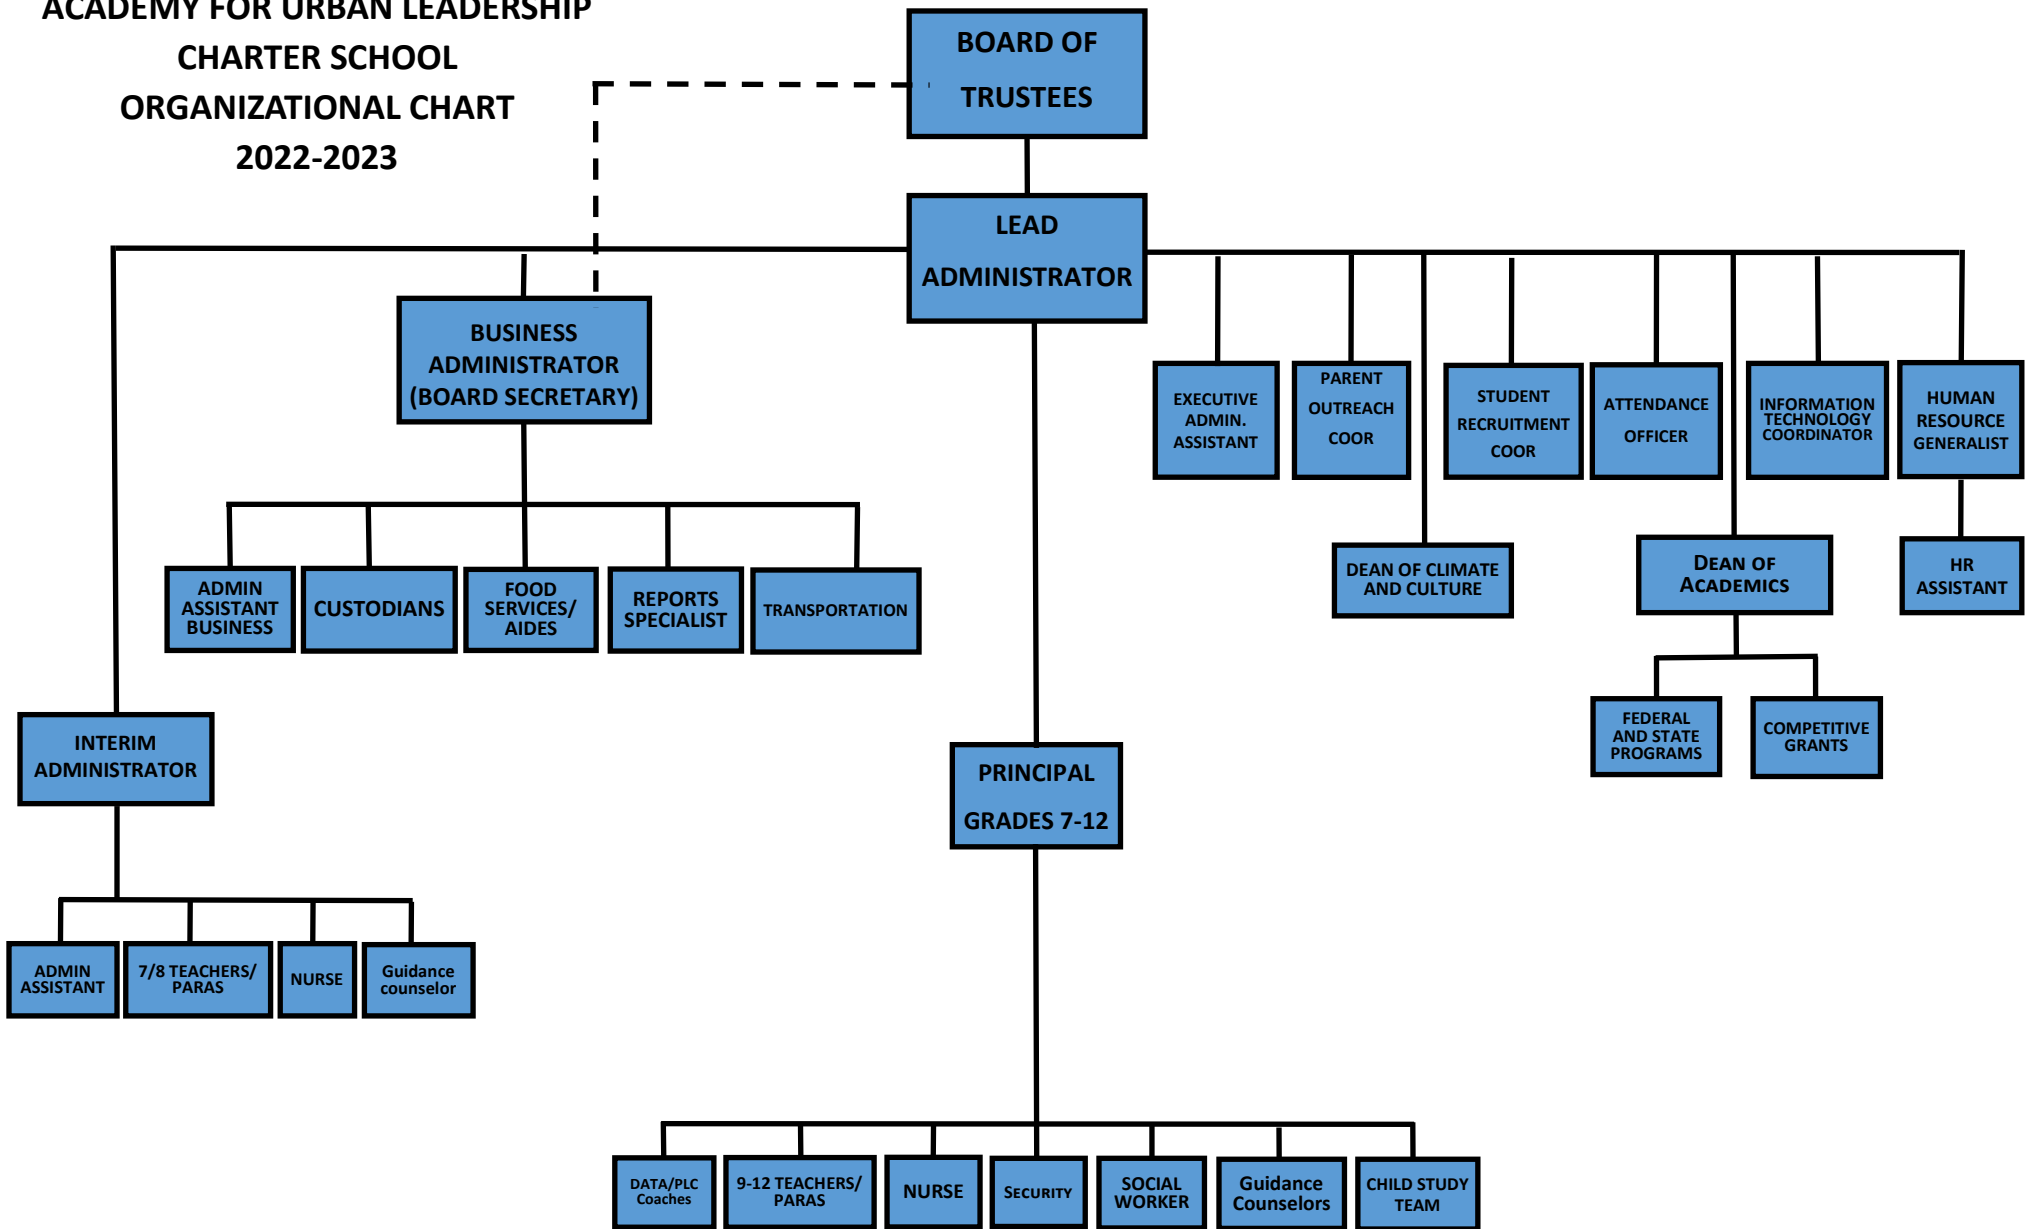 ACADEMY FOR URBAN LEADERSHIP
CHARTER SCHOOL
ORGANIZATIONAL CHART
2022-2023
BOARD OF
TRUSTEES
LEAD
ADMINISTRATOR
BUSINESS
ADMINISTRATOR
(BOARD SECRETARY)
EXECUTIVE
ADMIN.
ASSISTANT
PARENT
OUTREACH
COOR
STUDENT
RECRUITMENT
COOR
ATTENDANCE
OFFICER
INFORMATION
TECHNOLOGY
COORDINATOR
HUMAN
RESOURCE
GENERALIST
ADMIN
ASSISTANT
BUSINESS
CUSTODIANS
FOOD
SERVICES/
AIDES
REPORTS
SPECIALIST
TRANSPORTATION
DEAN OF CLIMATE
AND CULTURE
DEAN OF
ACADEMICS
HR
ASSISTANT
FEDERAL
AND STATE
PROGRAMS
COMPETITIVE
GRANTS
INTERIM
ADMINISTRATOR
PRINCIPAL
GRADES 7-12
ADMIN
ASSISTANT
7/8 TEACHERS/
PARAS
NURSE
Guidance
counselor
DATA/PLC
Coaches
9-12 TEACHERS/
PARAS
NURSE
SECURITY
SOCIAL
WORKER
Guidance
Counselors
CHILD STUDY
TEAM